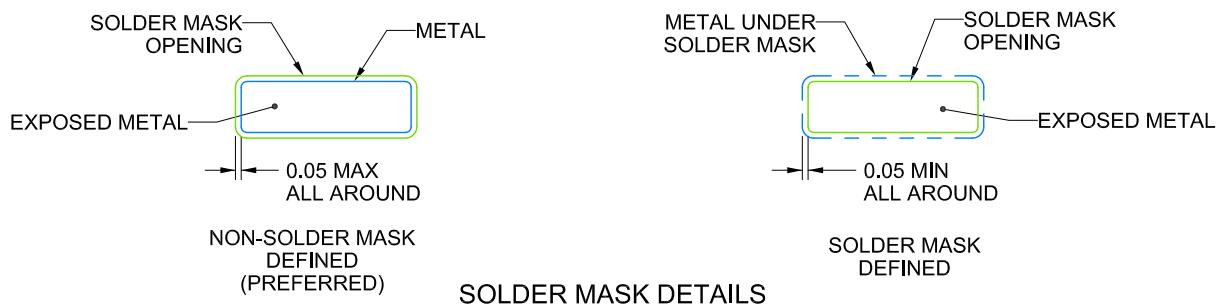 SOLDER MASK
OPENING
METAL
EXPOSED METAL
0.05 MAX
ALL AROUND
NON-SOLDER MASK
DEFINED
(PREFERRED)
METAL UNDER
SOLDER MASK
SOLDER MASK
OPENING
EXPOSED METAL
0.05 MIN
ALL AROUND
SOLDER MASK
DEFINED
SOLDER MASK DETAILS